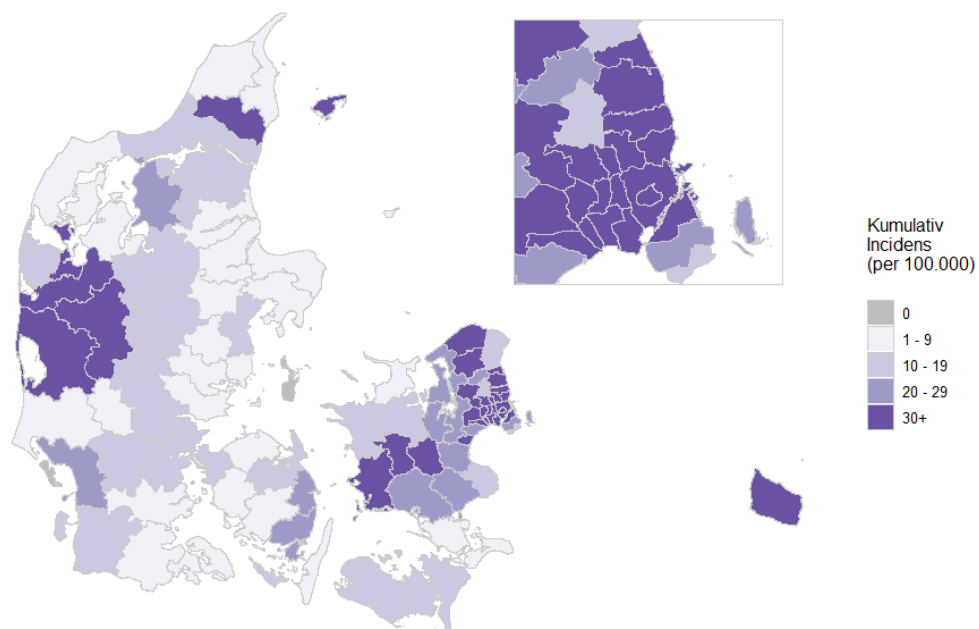 Kumulativ
Incidens
(per 100.000)
0
1 - 9
10 - 19
20 - 29
30+